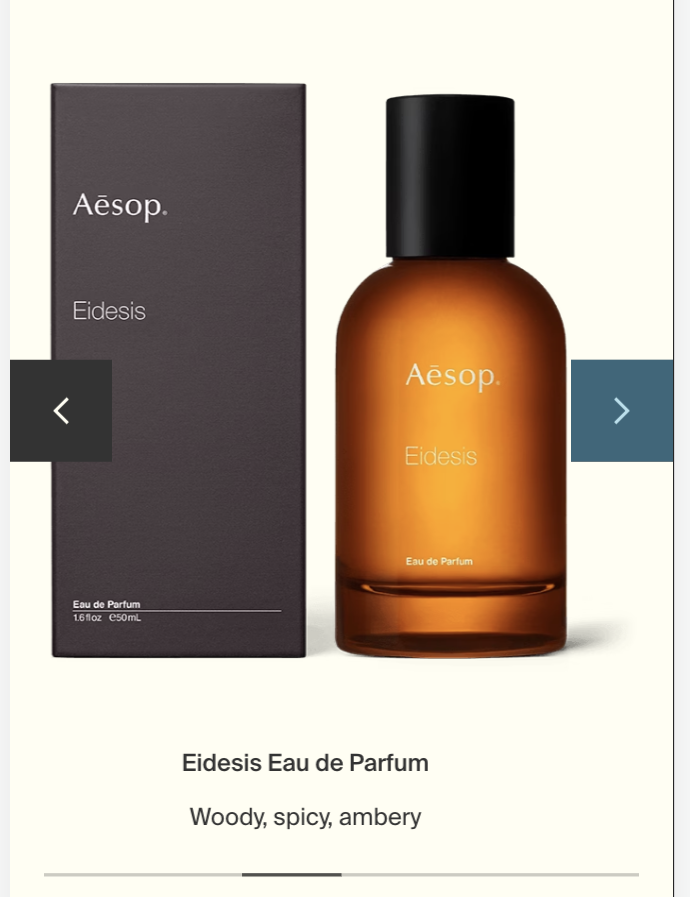 Aēsop.
Eidesis
Eau de Parfum
1.6 fl oz ℮50mL
Aēsop.
Eidesis
Eau de Parfum
Eidesis Eau de Parfum
Woody, spicy, ambery